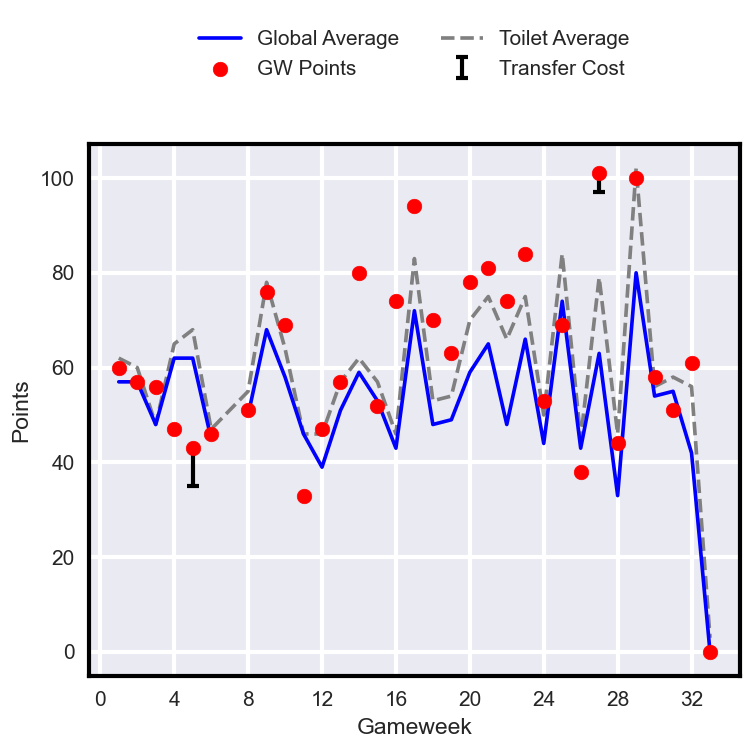 Global Average
Toilet Average
GW Points
Transfer Cost
100
80
60
40
20
0
Points
0 4 8 12 16 20 24 28 32
Gameweek